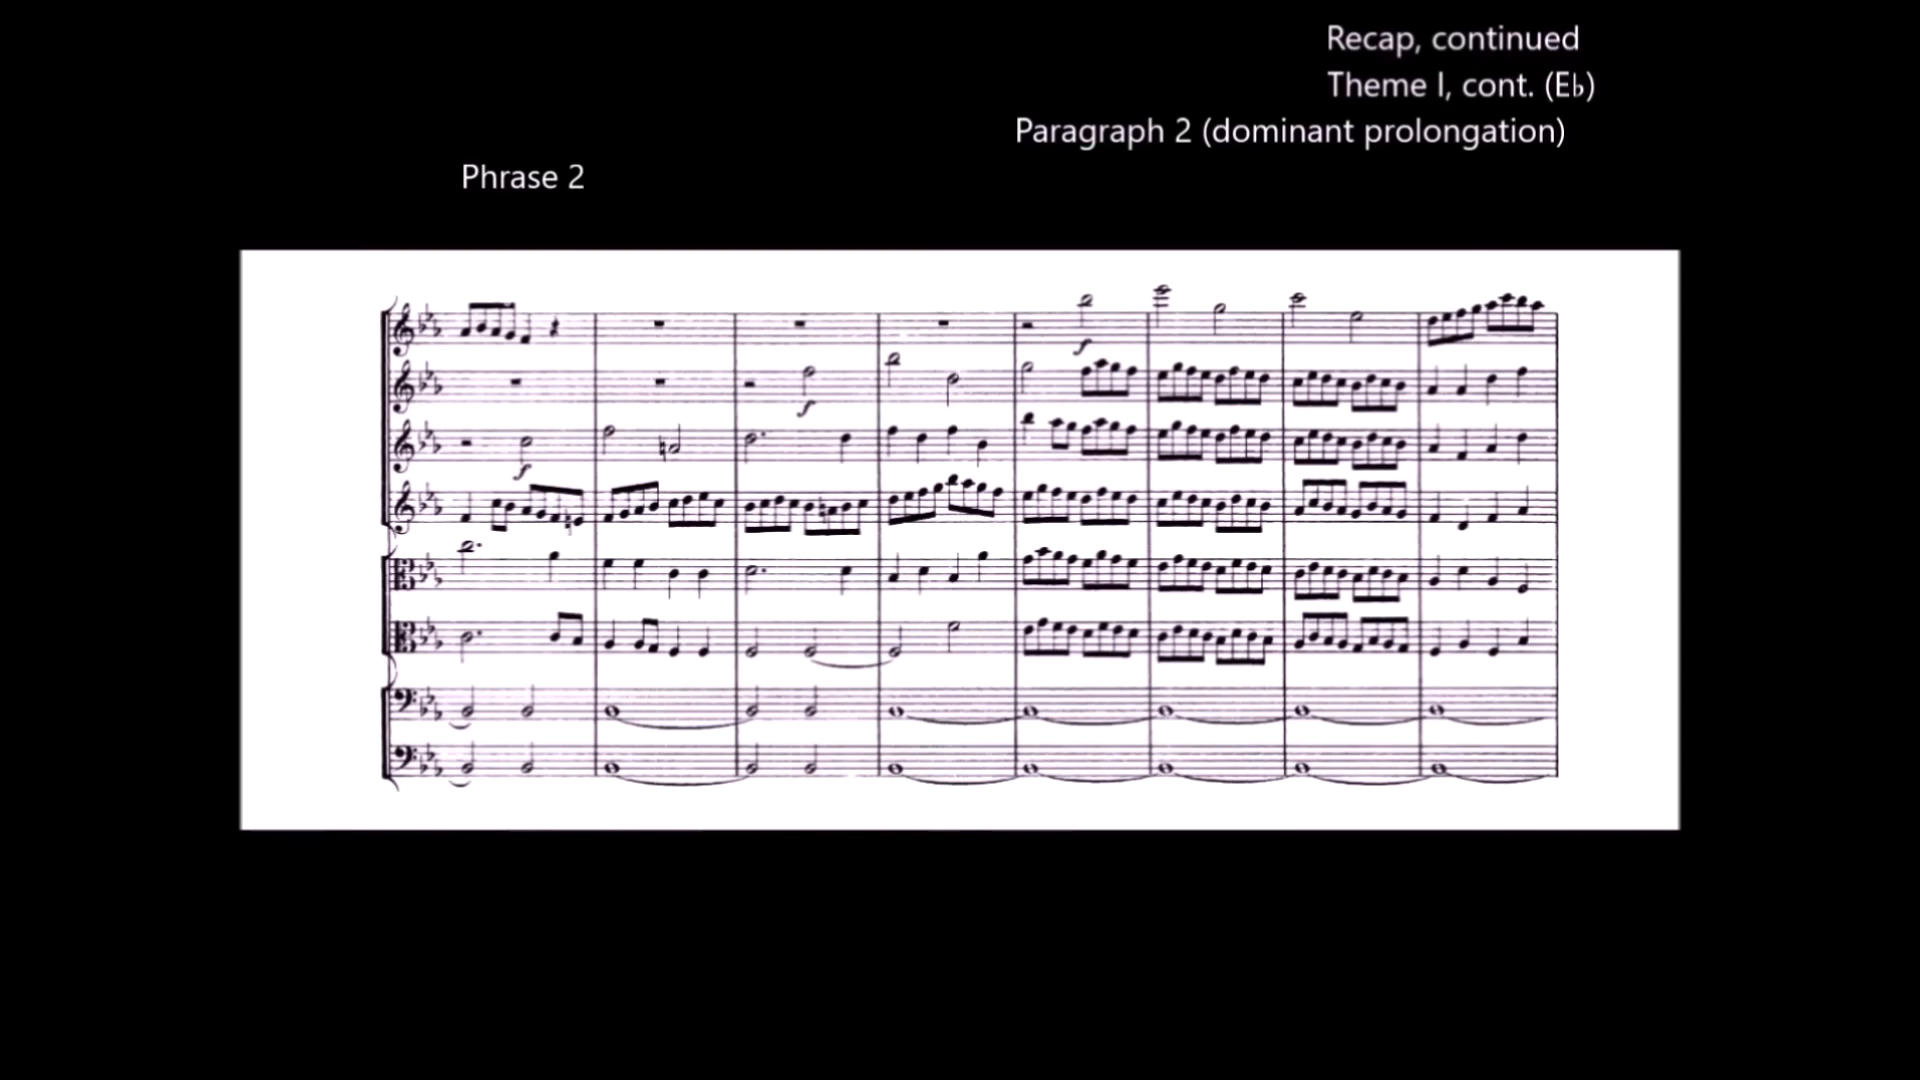 Recap, continued
Theme I, cont. (E♭)
Paragraph 2 (dominant prolongation)
Phrase 2
f
f
f